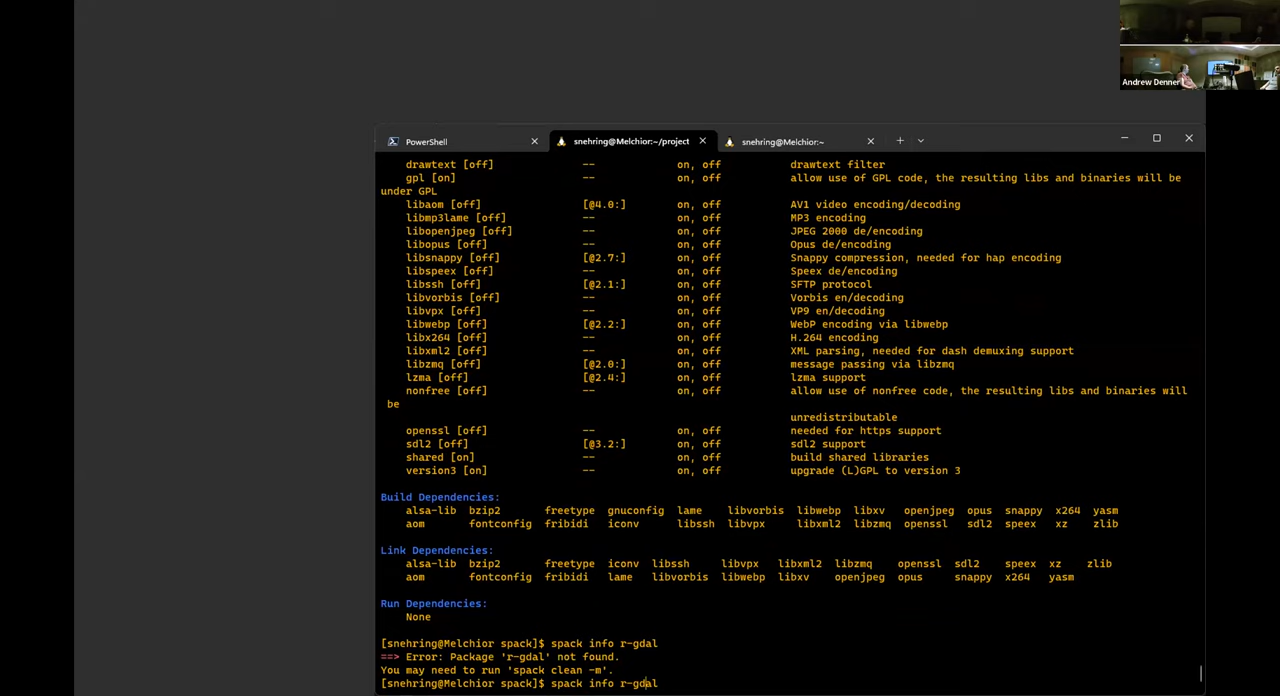 Andrew Denner
PowerShell snehring@Melchior:~/project snehring@Melchior:~
drawtext [off] -- on, off drawtext filter
gpl [on] -- on, off allow use of GPL code, the resulting libs and binaries will be
under GPL
libaom [off] [@4.0:] on, off AV1 video encoding/decoding
libmp3lame [off] -- on, off MP3 encoding
libopenjpeg [off] -- on, off JPEG 2000 de/encoding
libopus [off] -- on, off Opus de/encoding
libsnappy [off] [@2.7:] on, off Snappy compression, needed for hap encoding
libspeex [off] -- on, off Speex de/encoding
libssh [off] [@2.1:] on, off SFTP protocol
libvorbis [off] -- on, off Vorbis en/decoding
libvpx [off] -- on, off VP9 en/decoding
libwebp [off] [@2.2:] on, off WebP encoding via libwebp
libx264 [off] -- on, off H.264 encoding
libxml2 [off] -- on, off XML parsing, needed for dash demuxing support
libzmq [off] [@2.0:] on, off message passing via libzmq
lzma [off] [@2.4:] on, off lzma support
nonfree [off] -- on, off allow use of nonfree code, the resulting libs and binaries will
be
unredistributable
openssl [off] -- on, off needed for https support
sdl2 [off] [@3.2:] on, off sdl2 support
shared [on] -- on, off build shared libraries
version3 [on] -- on, off upgrade (L)GPL to version 3
Build Dependencies:
alsa-lib bzip2 freetype gnuconfig lame libvorbis libwebp libxv openjpeg opus snappy x264 yasm
aom fontconfig fribidi iconv libssh libvpx libxml2 libzmq openssl sdl2 speex xz zlib
Link Dependencies:
alsa-lib bzip2 freetype iconv libssh libvpx libxml2 libzmq openssl sdl2 speex xz zlib
aom fontconfig fribidi lame libvorbis libwebp libxv openjpeg opus snappy x264 yasm
Run Dependencies:
None
[snehring@Melchior spack]$ spack info r-gdal
==> Error: Package 'r-gdal' not found.
You may need to run 'spack clean -m'.
[snehring@Melchior spack]$ spack info r-gdal